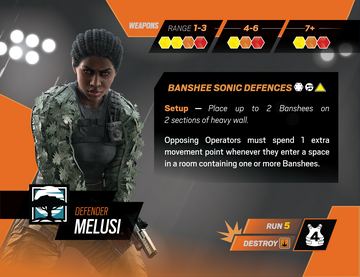 WEAPONS RANGE 1-3 4-6 7+
BANSHEE SONIC DEFENCES
Setup — Place up to 2 Banshees on
2 sections of heavy wall.
Opposing Operators must spend 1 extra
movement point whenever they enter a space
in a room containing one or more Banshees.
DEFENDER
MELUSI
RUN 5
DESTROY